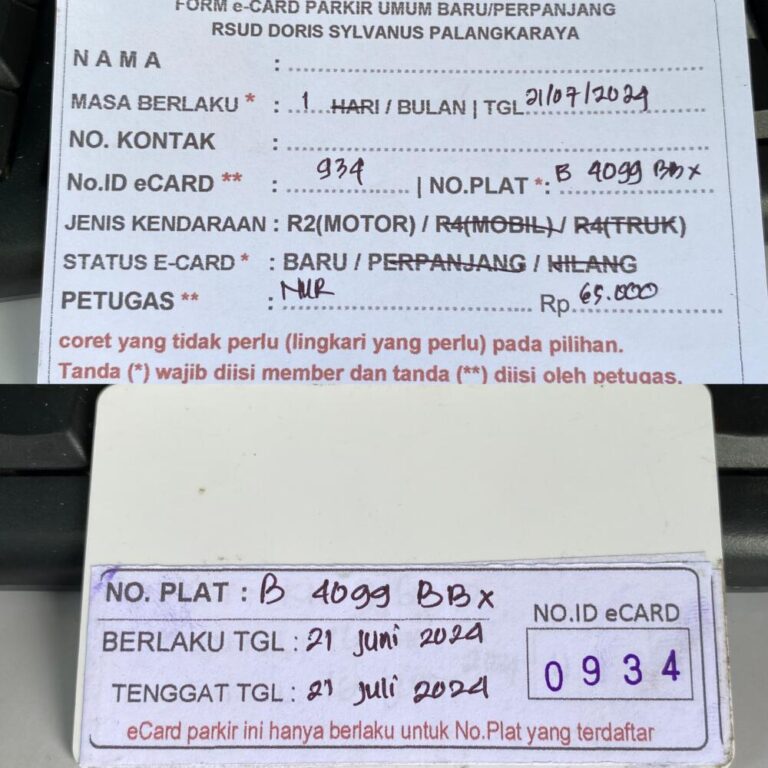 FORM e-CARD PARKIR UMUM BARU/PERPANJANG
RSUD DORIS SYLVANUS PALANGKARAYA
NAMA :
MASA BERLAKU * : 1 HARI / BULAN | TGL 21/07/2024
NO. KONTAK :
No.ID eCARD ** : 934 | NO.PLAT *: B 4099 BBX
JENIS KENDARAAN : R2(MOTOR) / R4(MOBIL) / R4(TRUK)
STATUS E-CARD * : BARU / PERPANJANG / HILANG
PETUGAS ** : NUR Rp 65.000
coret yang tidak perlu (lingkari yang perlu) pada pilihan.
Tanda (*) wajib diisi member dan tanda (**) diisi oleh petugas.
NO. PLAT : B 4099 BBX
NO.ID eCARD
BERLAKU TGL : 21 Juni 2024
0934
TENGGAT TGL : 21 Juli 2024
eCard parkir ini hanya berlaku untuk No.Plat yang terdaftar